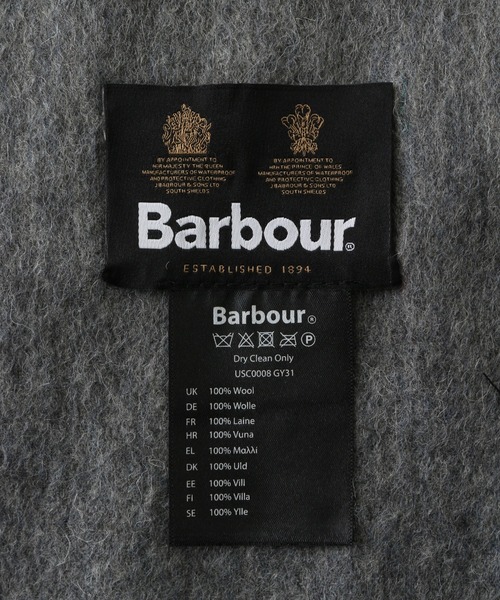 BY APPOINTMENT TO
HER MAJESTY THE QUEEN
MANUFACTURERS OF WATERPROOF
AND PROTECTIVE CLOTHING
J BARBOUR & SONS LTD
SOUTH SHIELDS
BY APPOINTMENT TO
HRH THE PRINCE OF WALES
MANUFACTURERS OF WATERPROOF
AND PROTECTIVE CLOTHING
J BARBOUR & SONS LTD
SOUTH SHIELDS
Barbour®
ESTABLISHED 1894
Barbour®
P
Dry Clean Only
USC0008 GY31
UK 100% Wool
DE 100% Wolle
FR 100% Laine
HR 100% Vuna
EL 100% Μαλλί
DK 100% Uld
EE 100% Vili
FI 100% Villa
SE 100% Ylle